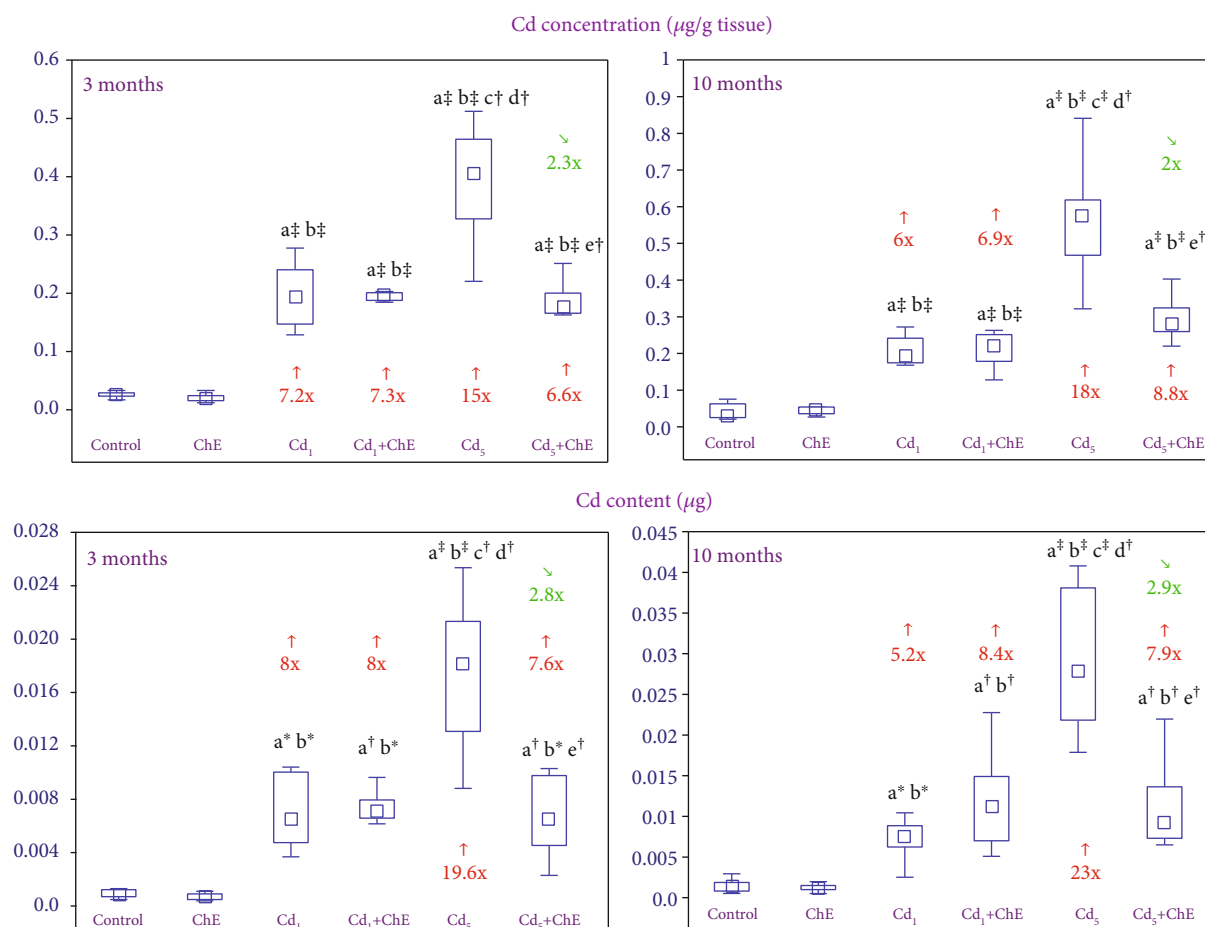 Cd concentration (μg/g tissue)
3 months
0.6
0.5
0.4
0.3
0.2
0.1
0.0
a‡ b‡
a‡ b‡
a‡ b‡ c† d†
a‡ b‡ e†
↘
2.3x
↑ ↑ ↑ ↑
7.2x 7.3x 15x 6.6x
Control ChE Cd₁ Cd₁+ChE Cd₅ Cd₅+ChE
10 months
1
0.9
0.8
0.7
0.6
0.5
0.4
0.3
0.2
0.1
0.0
a‡ b‡ c‡ d†
↘
2x
↑ ↑
6x 6.9x
a‡ b‡ e†
a‡ b‡ a‡ b‡
↑ ↑
18x 8.8x
Control ChE Cd₁ Cd₁+ChE Cd₅ Cd₅+ChE
Cd content (μg)
3 months
0.028
0.024
0.020
0.016
0.012
0.008
0.004
0.0
a‡ b‡ c† d†
↘
2.8x
↑ ↑ ↑
8x 8x 7.6x
a* b* a† b* a† b* e†
↑
19.6x
Control ChE Cd₁ Cd₁+ChE Cd₅ Cd₅+ChE
10 months
0.045
0.04
0.035
0.030
0.025
0.020
0.015
0.010
0.005
0.0
a‡ b‡ c‡ d†
↘
2.9x
↑ ↑ ↑
5.2x 8.4x 7.9x
a† b† a† b† e†
a* b*
↑
23x
Control ChE Cd₁ Cd₁+ChE Cd₅ Cd₅+ChE